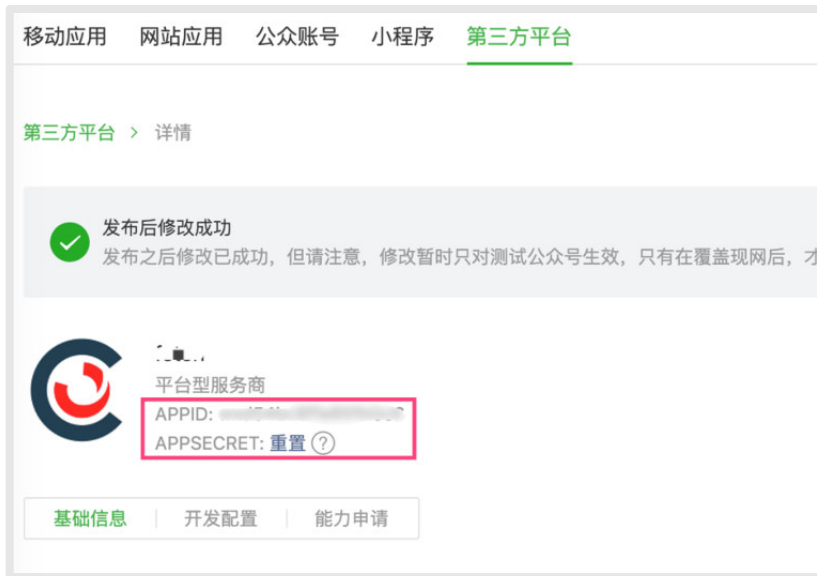 移动应用 网站应用 公众账号 小程序 第三方平台
第三方平台 > 详情
发布后修改成功
发布之后修改已成功，但请注意，修改暂时只对测试公众号生效，只有在覆盖现网后，才
平台型服务商
APPID:
APPSECRET: 重置 ?
基础信息 开发配置 能力申请